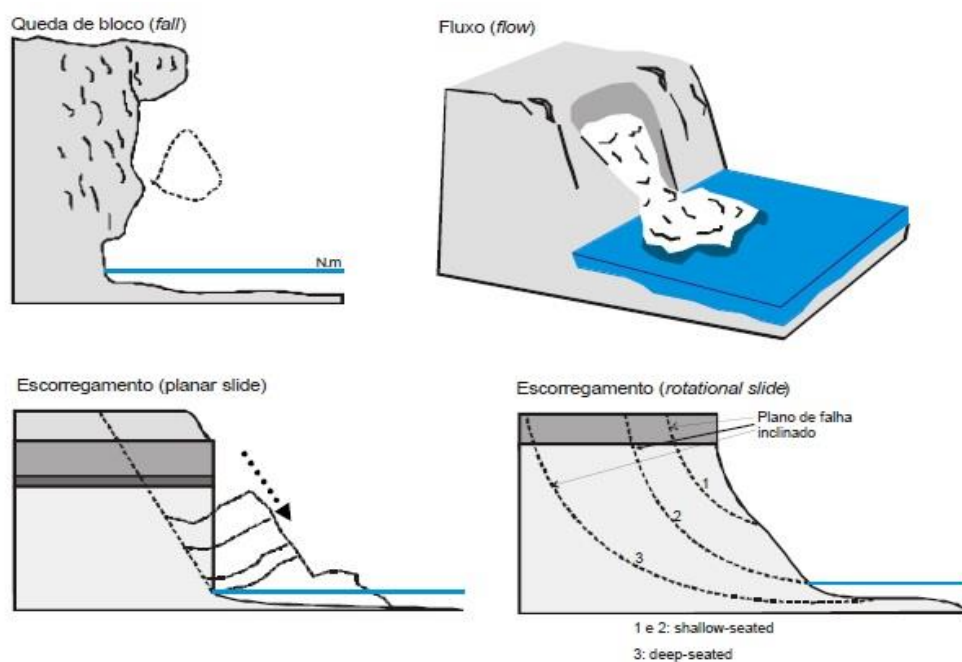 Queda de bloco (fall)
Fluxo (flow)
N.m
Escorregamento (planar slide)
Escorregamento (rotational slide)
Plano de falha
inclinado
1
2
3
1 e 2: shallow-seated
3: deep-seated